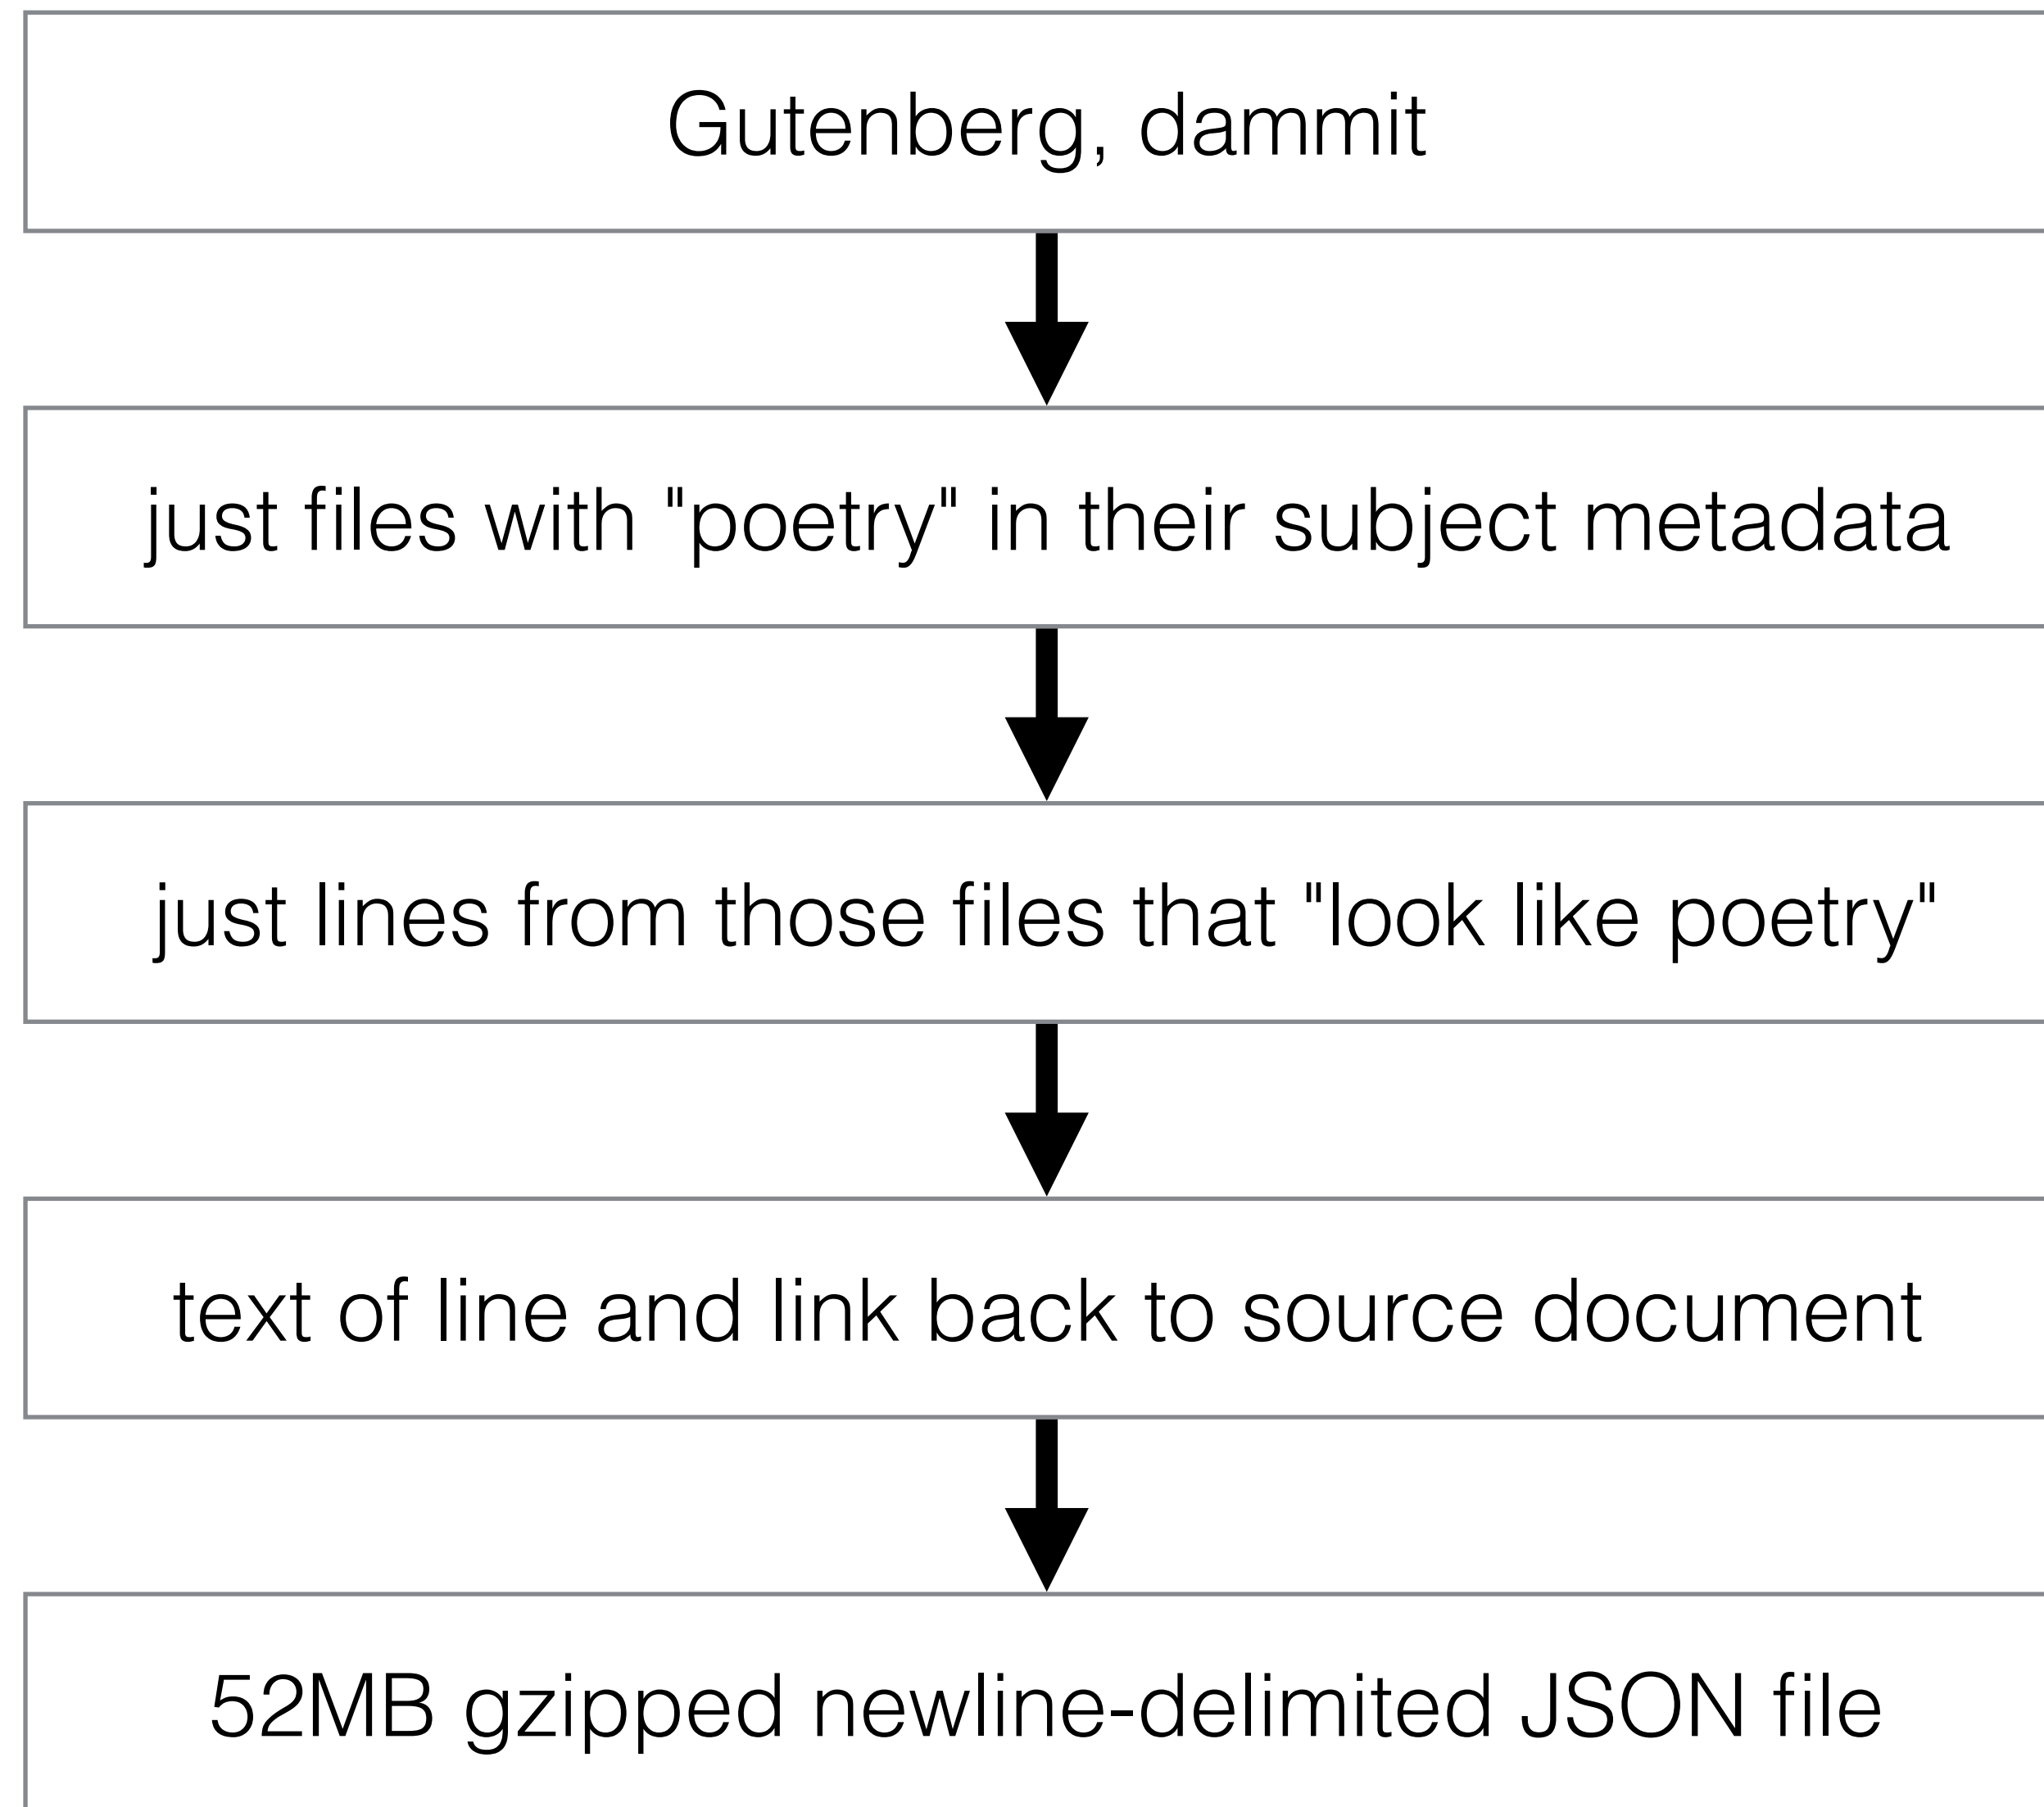 Gutenberg, dammit
just files with "poetry" in their subject metadata
just lines from those files that "look like poetry"
text of line and link back to source document
52MB gzipped newline-delimited JSON file